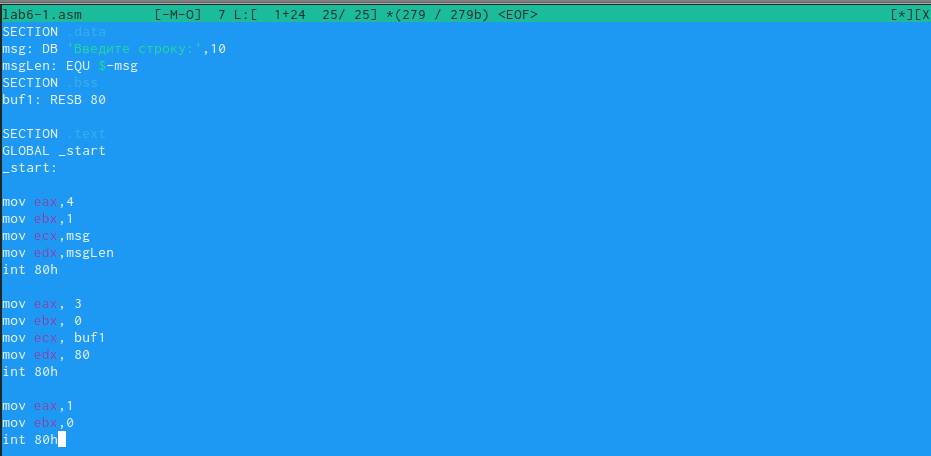 lab6-1.asm [-M-O] 7 L:[ 1+24 25/ 25] *(279 / 279b) <EOF> [*][X
SECTION .data
msg: DB 'Введите строку:',10
msgLen: EQU $-msg
SECTION .bss
buf1: RESB 80
SECTION .text
GLOBAL _start
_start:
mov eax,4
mov ebx,1
mov ecx,msg
mov edx,msgLen
int 80h
mov eax, 3
mov ebx, 0
mov ecx, buf1
mov edx, 80
int 80h
mov eax,1
mov ebx,0
int 80h